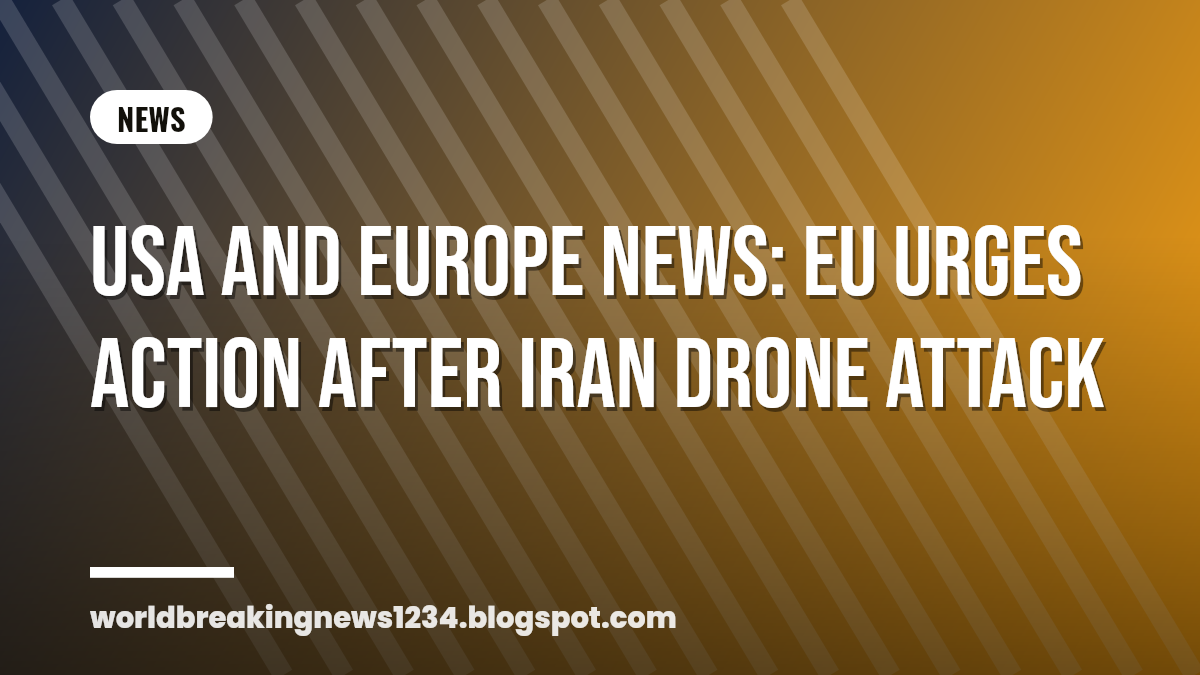 NEWS
USA AND EUROPE NEWS: EU URGES
ACTION AFTER IRAN DRONE ATTACK
worldbreakingnews1234.blogspot.com